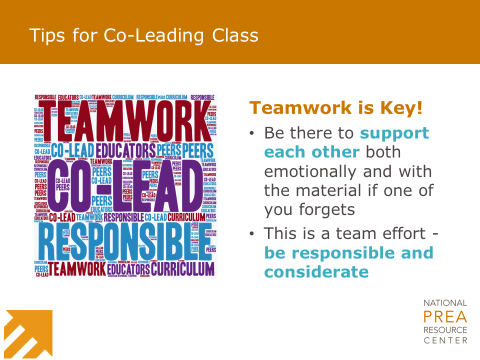 Tips for Co-Leading Class
TEAMWORK
CO-LEAD EDUCATORS PEERS PEERS
CO-LEAD
CO-LEAD TEAMWORK RESPONSIBLE CO-LEAD CURRICULUM
RESPONSIBLE
TEAMWORK EDUCATORS CURRICULUM
Teamwork is Key!
• Be there to support
each other both
emotionally and with
the material if one of
you forgets
• This is a team effort -
be responsible and
considerate
NATIONAL
PREA
RESOURCE
CENTER